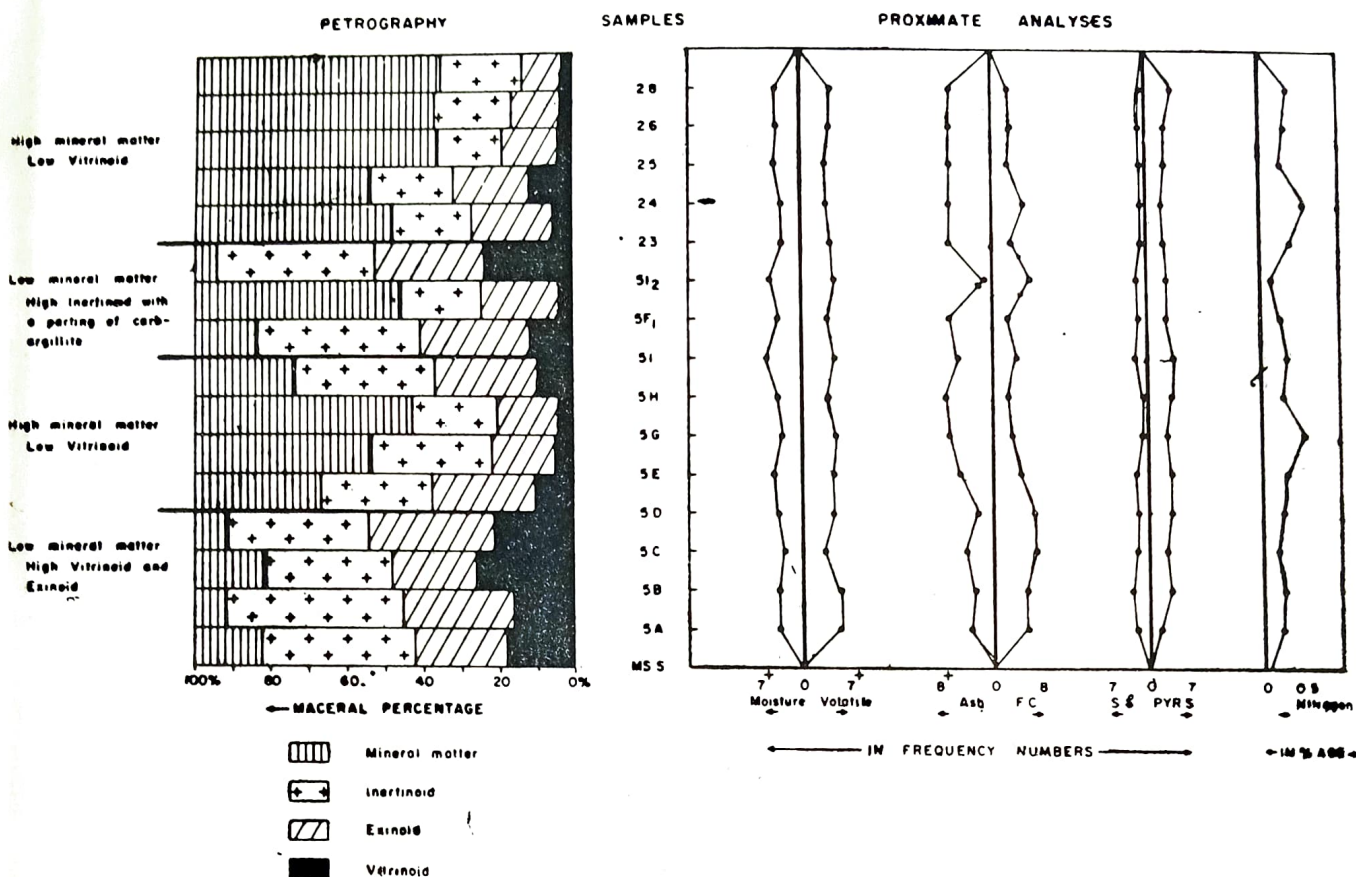 PETROGRAPHY
SAMPLES
PROXIMATE ANALYSES
High mineral matter
Low Vitrinoid
Low mineral matter
High Inertinoid with
a parting of carb-
argillite
High mineral matter
Low Vitrinoid
Low mineral matter
High Vitrinoid and
Exinoid
28
26
25
24
23
5I2
5F1
5I
5H
5G
5E
5D
5C
5B
5A
MS S
100% 80 60 40 20 0%
←MACERAL PERCENTAGE
7+ 0 7+ 8+ 0 8 7 0 7 0 0 5
Moisture Volatile Ash F C S & PYR S Nitrogen
←— IN FREQUENCY NUMBERS —→ ←IN % AGE
Mineral matter
Inertinoid
Exinoid
Vitrinoid